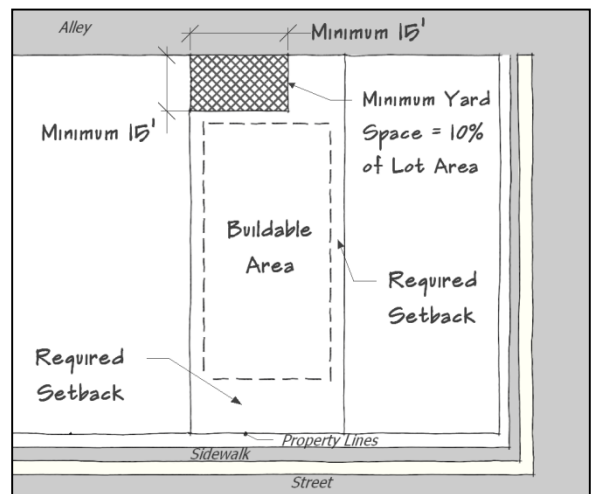 Alley
Minimum 15'
Minimum 15'
Minimum Yard
Space = 10%
of Lot Area
Buildable
Area
Required
Setback
Required
Setback
Property Lines
Sidewalk
Street